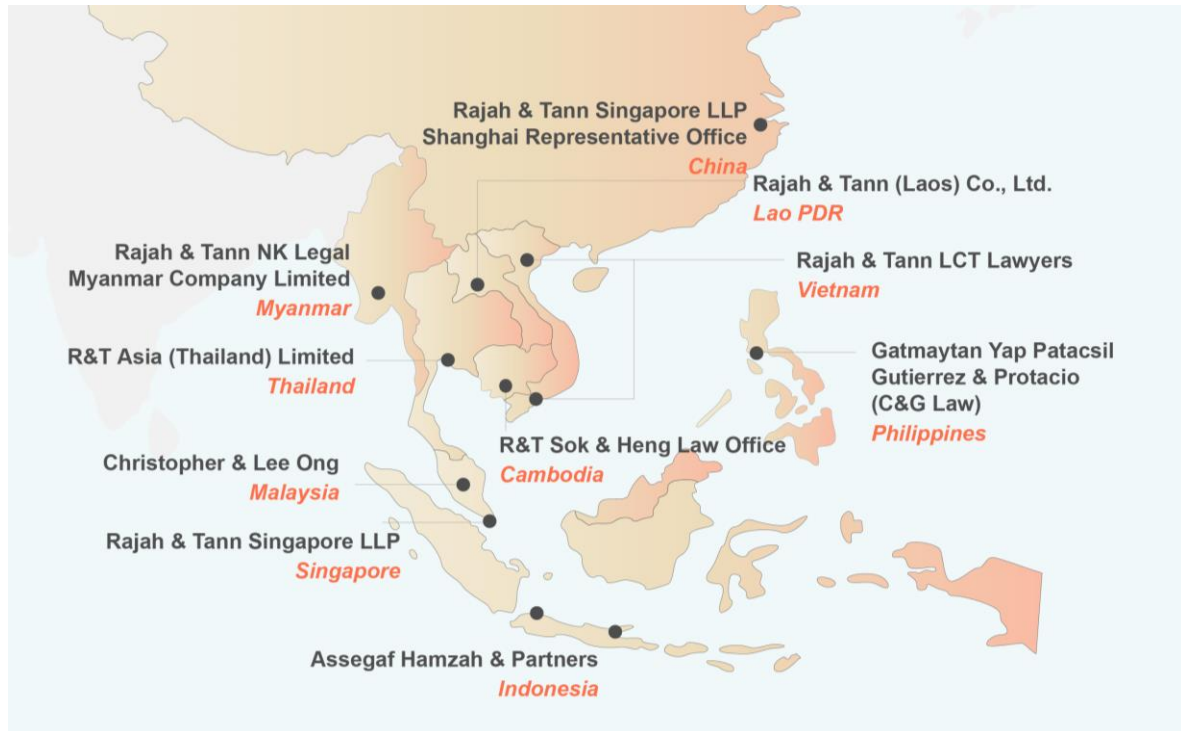 Rajah & Tann Singapore LLP
Shanghai Representative Office
China
Rajah & Tann (Laos) Co., Ltd.
Lao PDR
Rajah & Tann NK Legal
Myanmar Company Limited
Myanmar
Rajah & Tann LCT Lawyers
Vietnam
R&T Asia (Thailand) Limited
Thailand
Gatmaytan Yap Patacsil
Gutierrez & Protacio
(C&G Law)
Philippines
R&T Sok & Heng Law Office
Cambodia
Christopher & Lee Ong
Malaysia
Rajah & Tann Singapore LLP
Singapore
Assegaf Hamzah & Partners
Indonesia